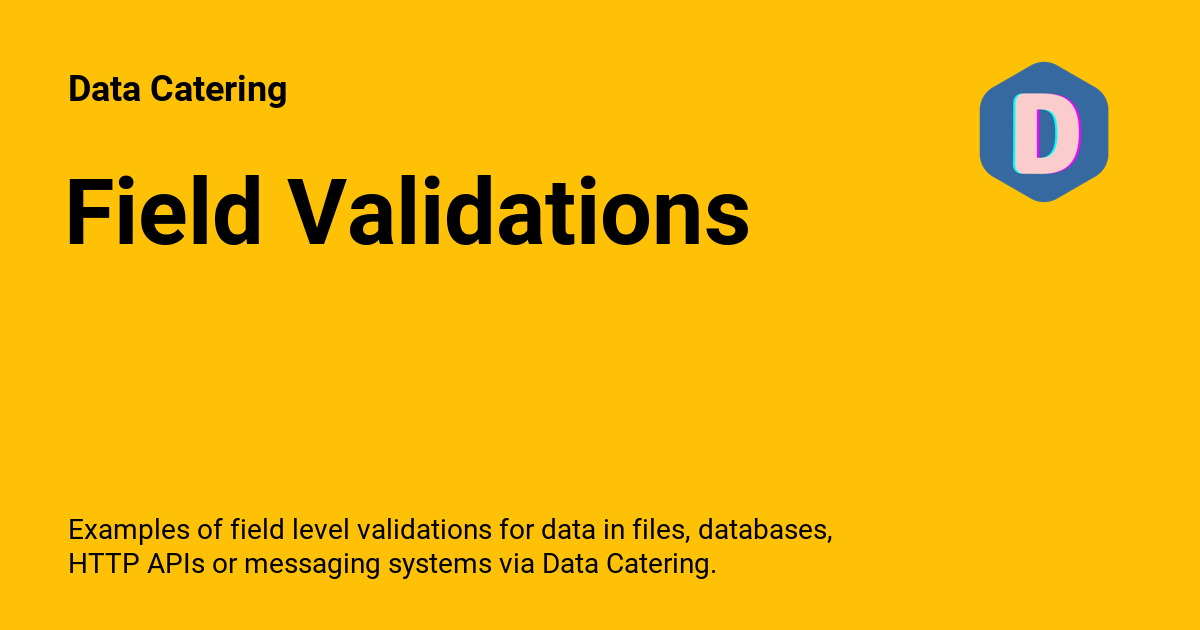 Data Catering
D
Field Validations
Examples of field level validations for data in files, databases,
HTTP APIs or messaging systems via Data Catering.